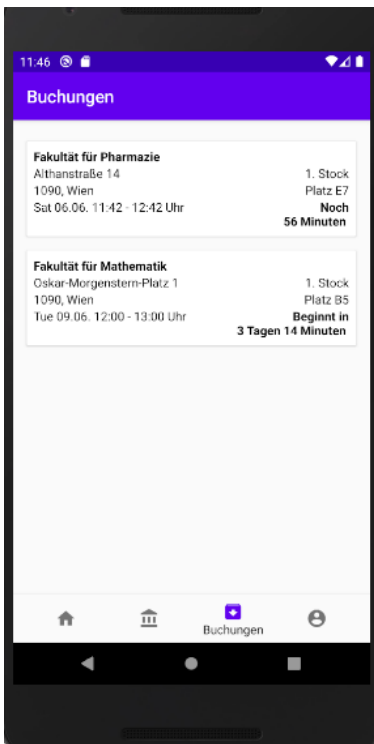 11:46
Buchungen
Fakultät für Pharmazie
Althanstraße 14 1. Stock
1090, Wien Platz E7
Sat 06.06. 11:42 - 12:42 Uhr Noch
56 Minuten
Fakultät für Mathematik
Oskar-Morgenstern-Platz 1 1. Stock
1090, Wien Platz B5
Tue 09.06. 12:00 - 13:00 Uhr Beginnt in
3 Tagen 14 Minuten
Buchungen